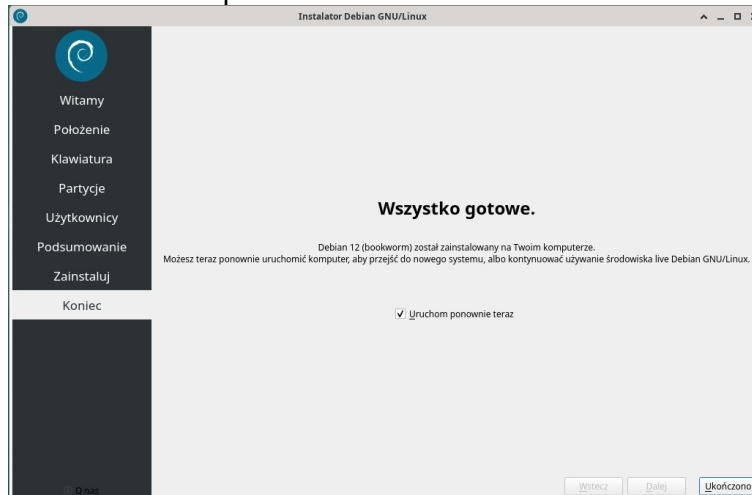 Instalator Debian GNU/Linux
Witamy
Położenie
Klawiatura
Partycje
Użytkownicy
Podsumowanie
Zainstaluj
Koniec
O nas
Wszystko gotowe.
Debian 12 (bookworm) został zainstalowany na Twoim komputerze.
Możesz teraz ponownie uruchomić komputer, aby przejść do nowego systemu, albo kontynuować używanie środowiska live Debian GNU/Linux.
Uruchom ponownie teraz
Wstecz
Dalej
Ukończono